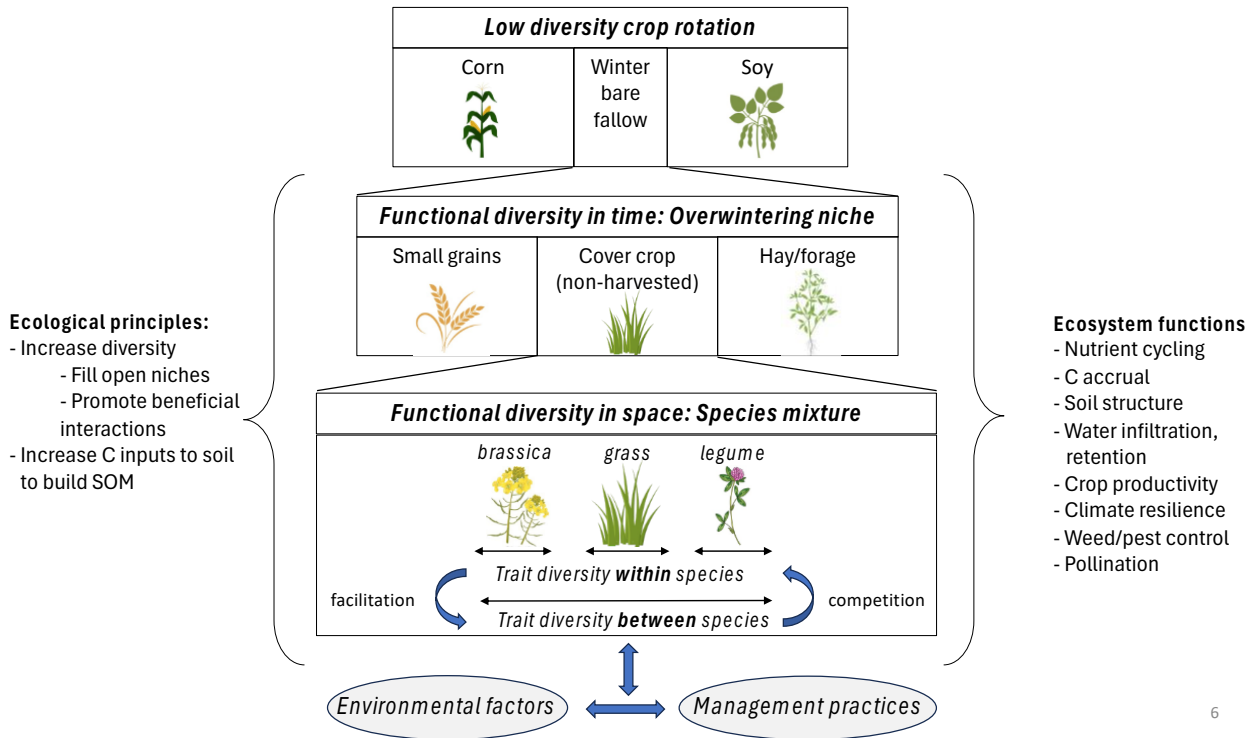 Low diversity crop rotation
Corn
Winter
bare
fallow
Soy
Functional diversity in time: Overwintering niche
Small grains
Cover crop
(non-harvested)
Hay/forage
Ecological principles:
- Increase diversity
- Fill open niches
- Promote beneficial
interactions
- Increase C inputs to soil
to build SOM
Functional diversity in space: Species mixture
brassica
grass
legume
Trait diversity within species
facilitation
competition
Trait diversity between species
Ecosystem functions
- Nutrient cycling
- C accrual
- Soil structure
- Water infiltration,
retention
- Crop productivity
- Climate resilience
- Weed/pest control
- Pollination
Environmental factors
Management practices
6